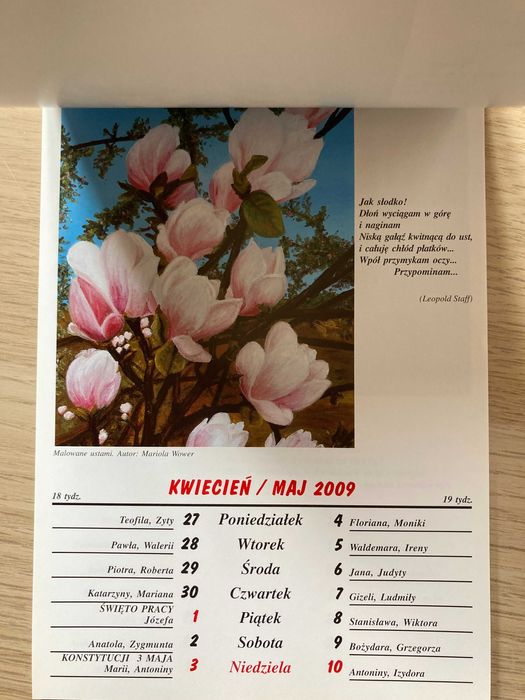 Jak słodko!
Dłoń wyciągam w górę
i naginam
Niską gałąź kwitnącą do ust,
i całuję chłód płatków...
Wpół przymykam oczy...
Przypominam...
(Leopold Staff)
Malowane ustami. Autor: Mariola Wower
18 tydz.
KWIECIEŃ / MAJ 2009
19 tydz.
Teofila, Zyty 27 Poniedziałek 4 Floriana, Moniki
Pawła, Walerii 28 Wtorek 5 Waldemara, Ireny
Piotra, Roberta 29 Środa 6 Jana, Judyty
Katarzyny, Mariana 30 Czwartek 7 Gizeli, Ludmiły
ŚWIĘTO PRACY
Józefa 1 Piątek 8 Stanisława, Wiktora
Anatola, Zygmunta 2 Sobota 9 Bożydara, Grzegorza
KONSTYTUCJI 3 MAJA
Marii, Antoniny 3 Niedziela 10 Antoniny, Izydora